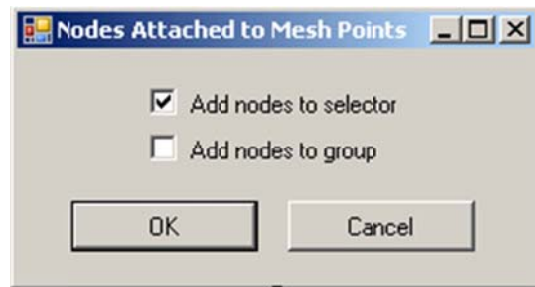 Nodes Attached to Mesh Points
Add nodes to selector
Add nodes to group
OK Cancel